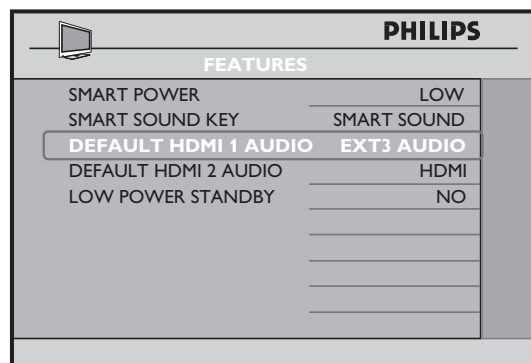 PHILIPS
FEATURES
SMART POWER LOW
SMART SOUND KEY SMART SOUND
DEFAULT HDMI 1 AUDIO EXT3 AUDIO
DEFAULT HDMI 2 AUDIO HDMI
LOW POWER STANDBY NO